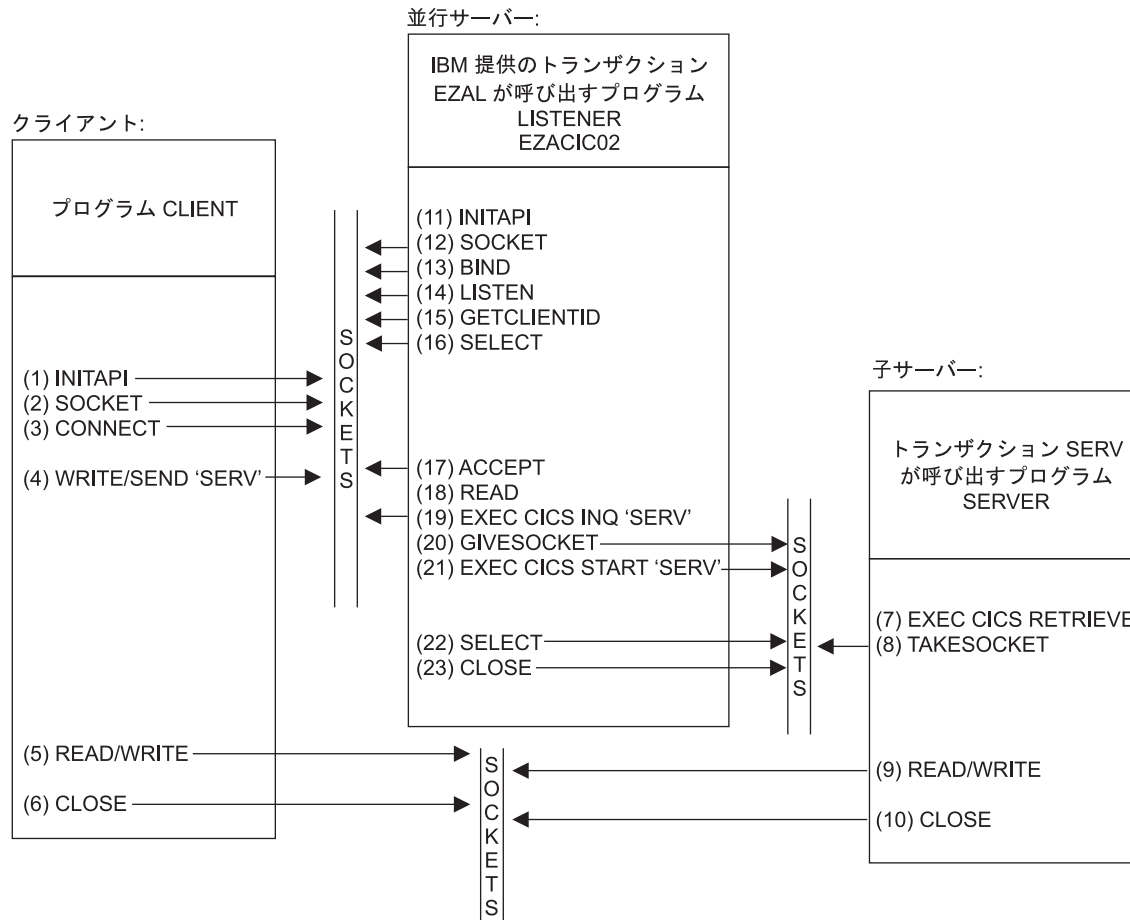 並行サーバー:
IBM 提供のトランザクション
EZAL が呼び出すプログラム
LISTENER
EZACIC02
クライアント:
プログラム CLIENT
(11) INITAPI
(12) SOCKET
(13) BIND
(14) LISTEN
(15) GETCLIENTID
(16) SELECT
SOCKETS
(1) INITAPI
(2) SOCKET
(3) CONNECT
(4) WRITE/SEND ‘SERV’
(17) ACCEPT
(18) READ
(19) EXEC CICS INQ ‘SERV’
(20) GIVESOCKET
(21) EXEC CICS START ‘SERV’
(22) SELECT
(23) CLOSE
SOCKETS
子サーバー:
トランザクション SERV
が呼び出すプログラム
SERVER
(7) EXEC CICS RETRIEVE
(8) TAKESOCKET
(5) READ/WRITE
(6) CLOSE
SOCKETS
(9) READ/WRITE
(10) CLOSE